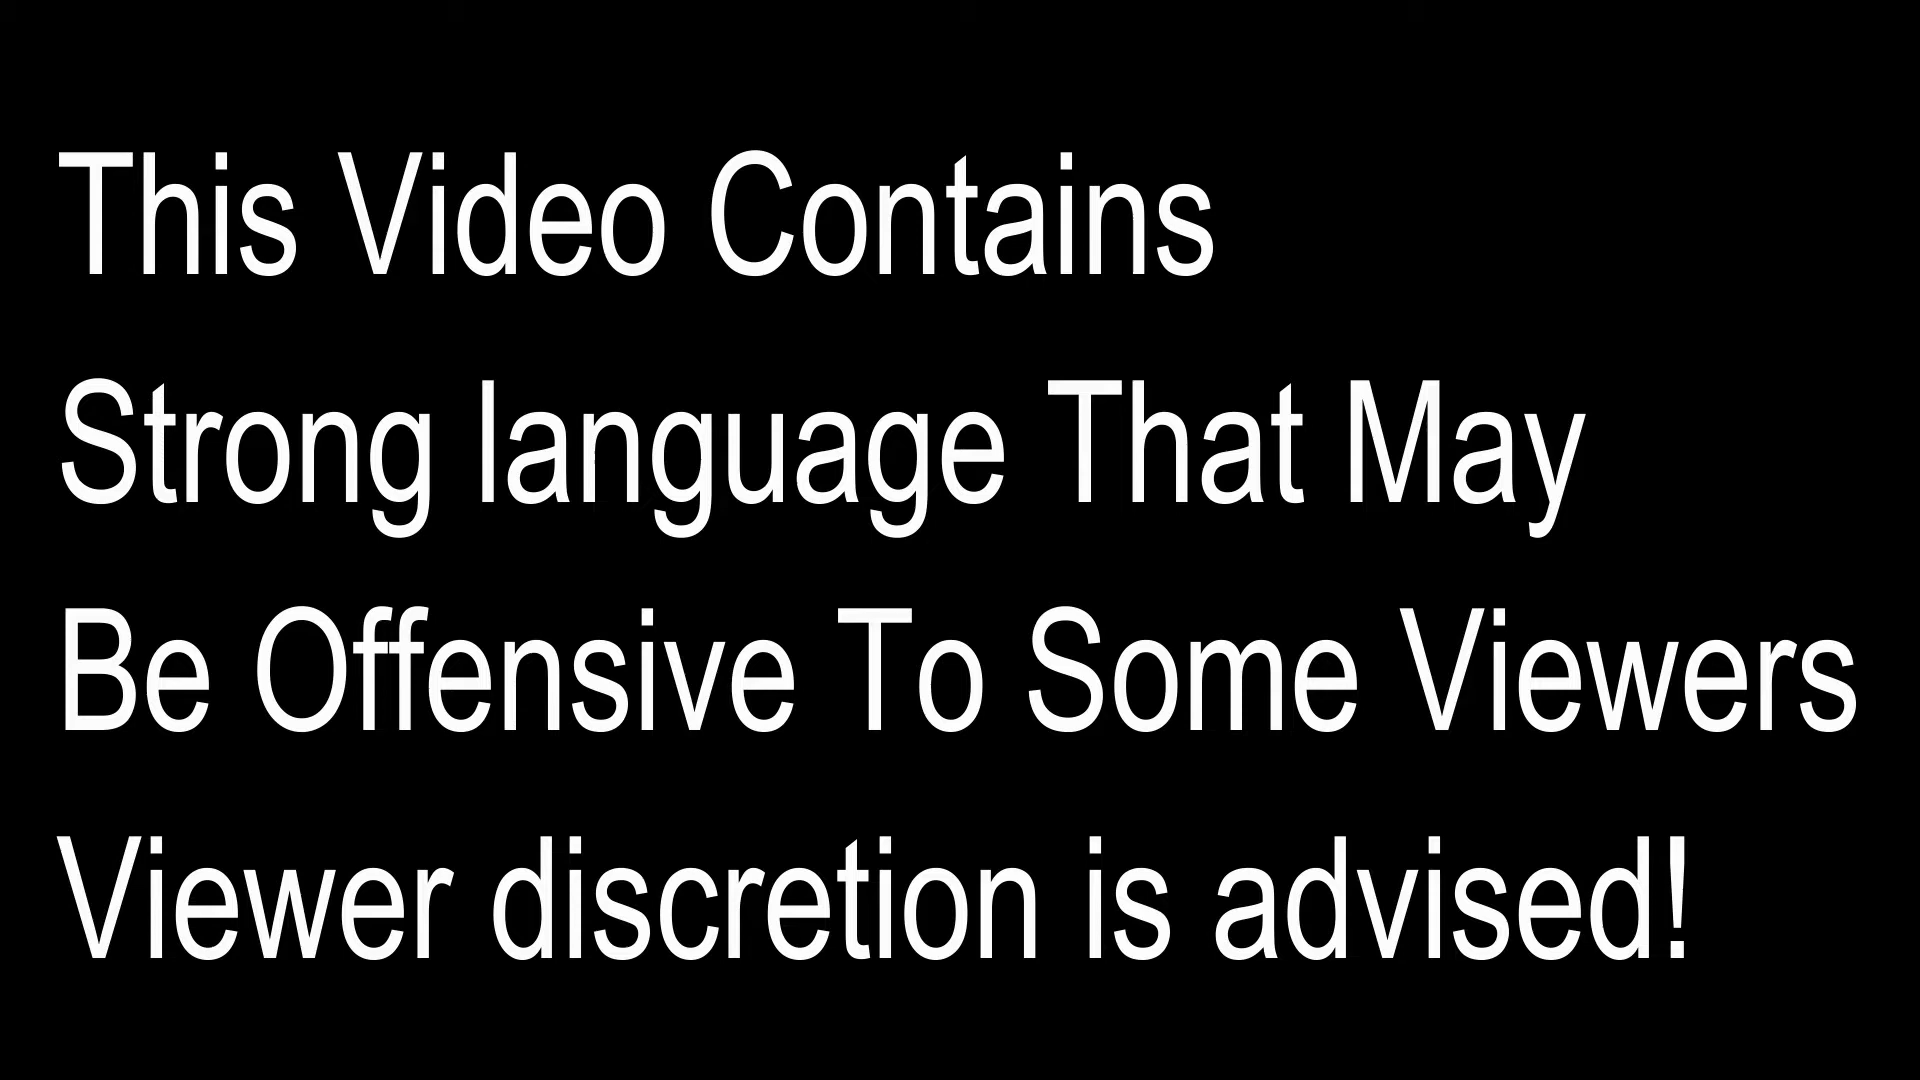 This Video Contains
Strong language That May
Be Offensive To Some Viewers
Viewer discretion is advised!